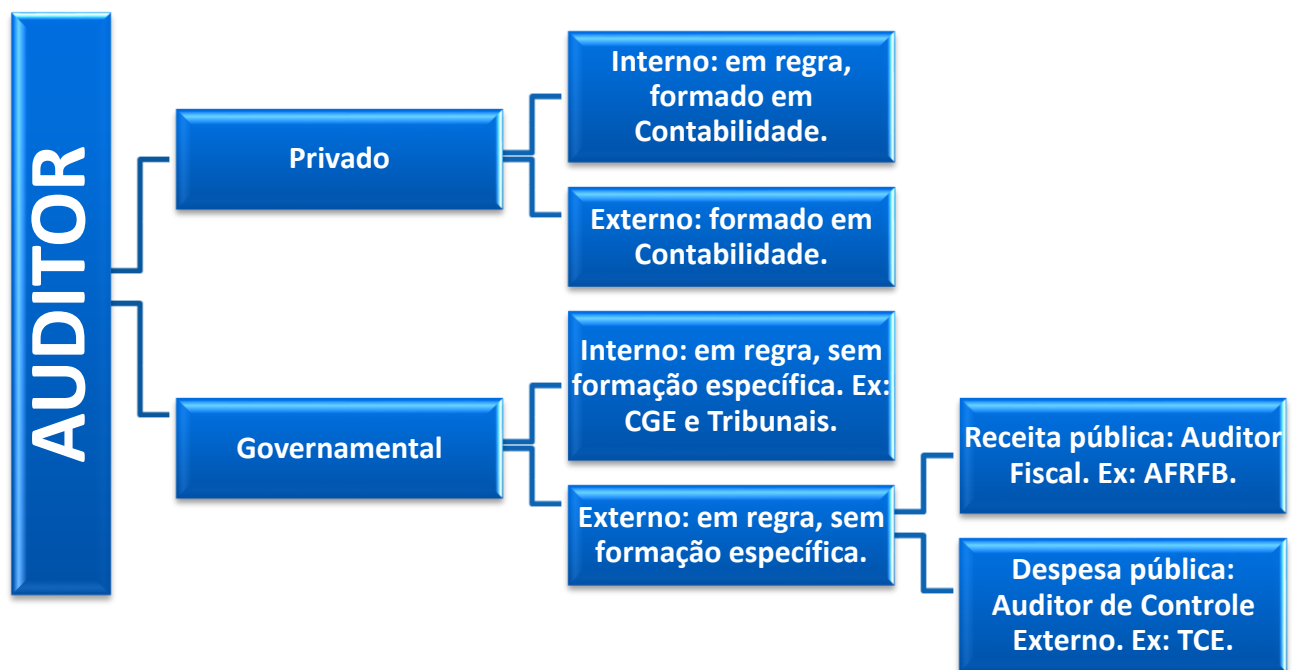 AUDITOR
Privado
Interno: em regra,
formado em
Contabilidade.
Externo: formado em
Contabilidade.
Governamental
Interno: em regra, sem
formação específica. Ex:
CGE e Tribunais.
Externo: em regra, sem
formação específica.
Receita pública: Auditor
Fiscal. Ex: AFRFB.
Despesa pública:
Auditor de Controle
Externo. Ex: TCE.